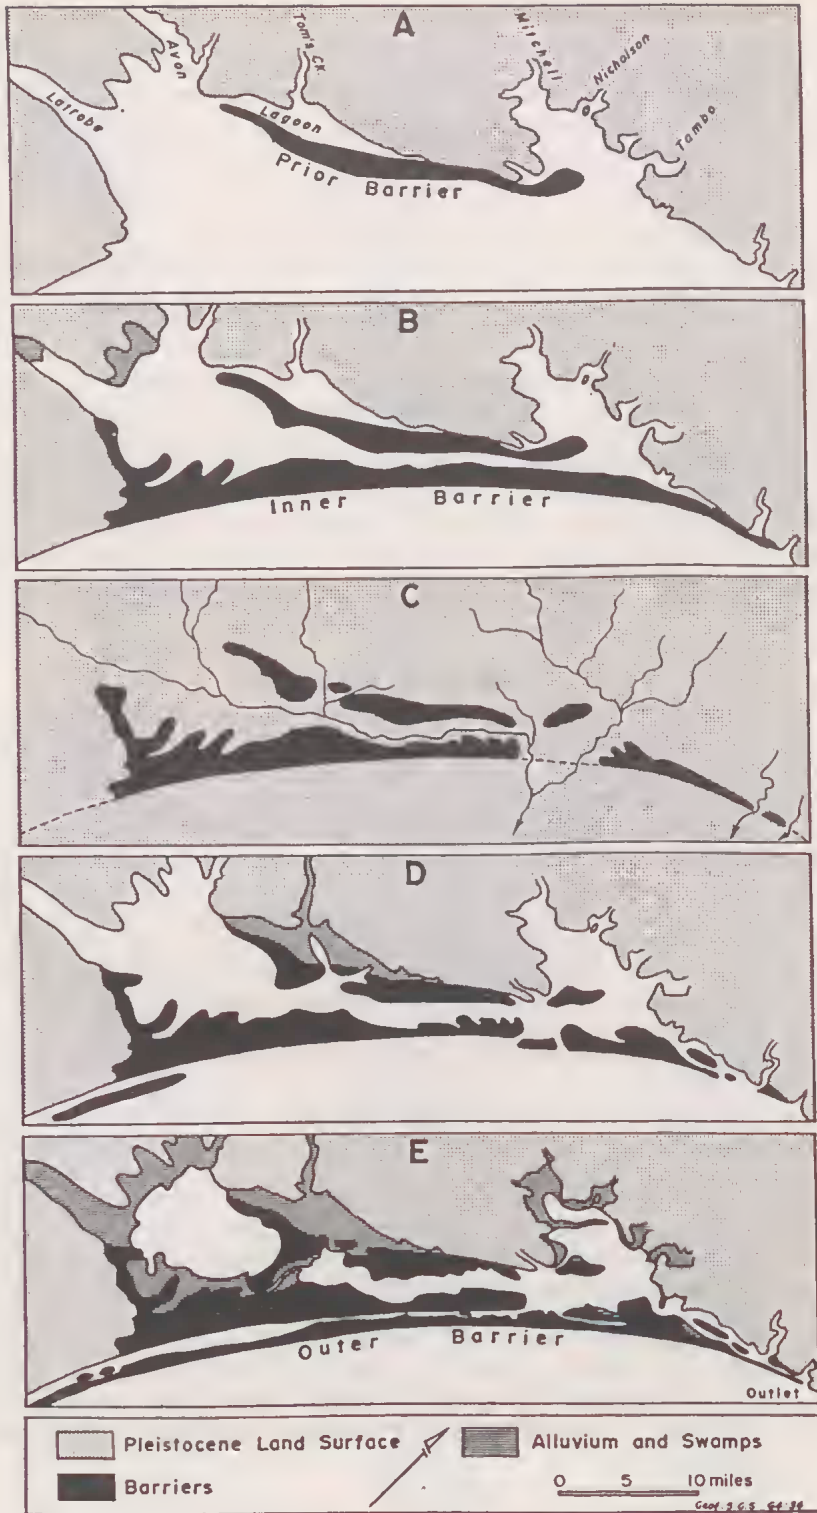 A
Latrobe
Avon
Tom's CK
Lagoon
Prior Barrier
Mitchell
Nicholson
Tambo
B
Inner Barrier
C
D
E
Outer Barrier
Outlet
Pleistocene Land Surface
Alluvium and Swamps
Barriers
0 5 10 miles